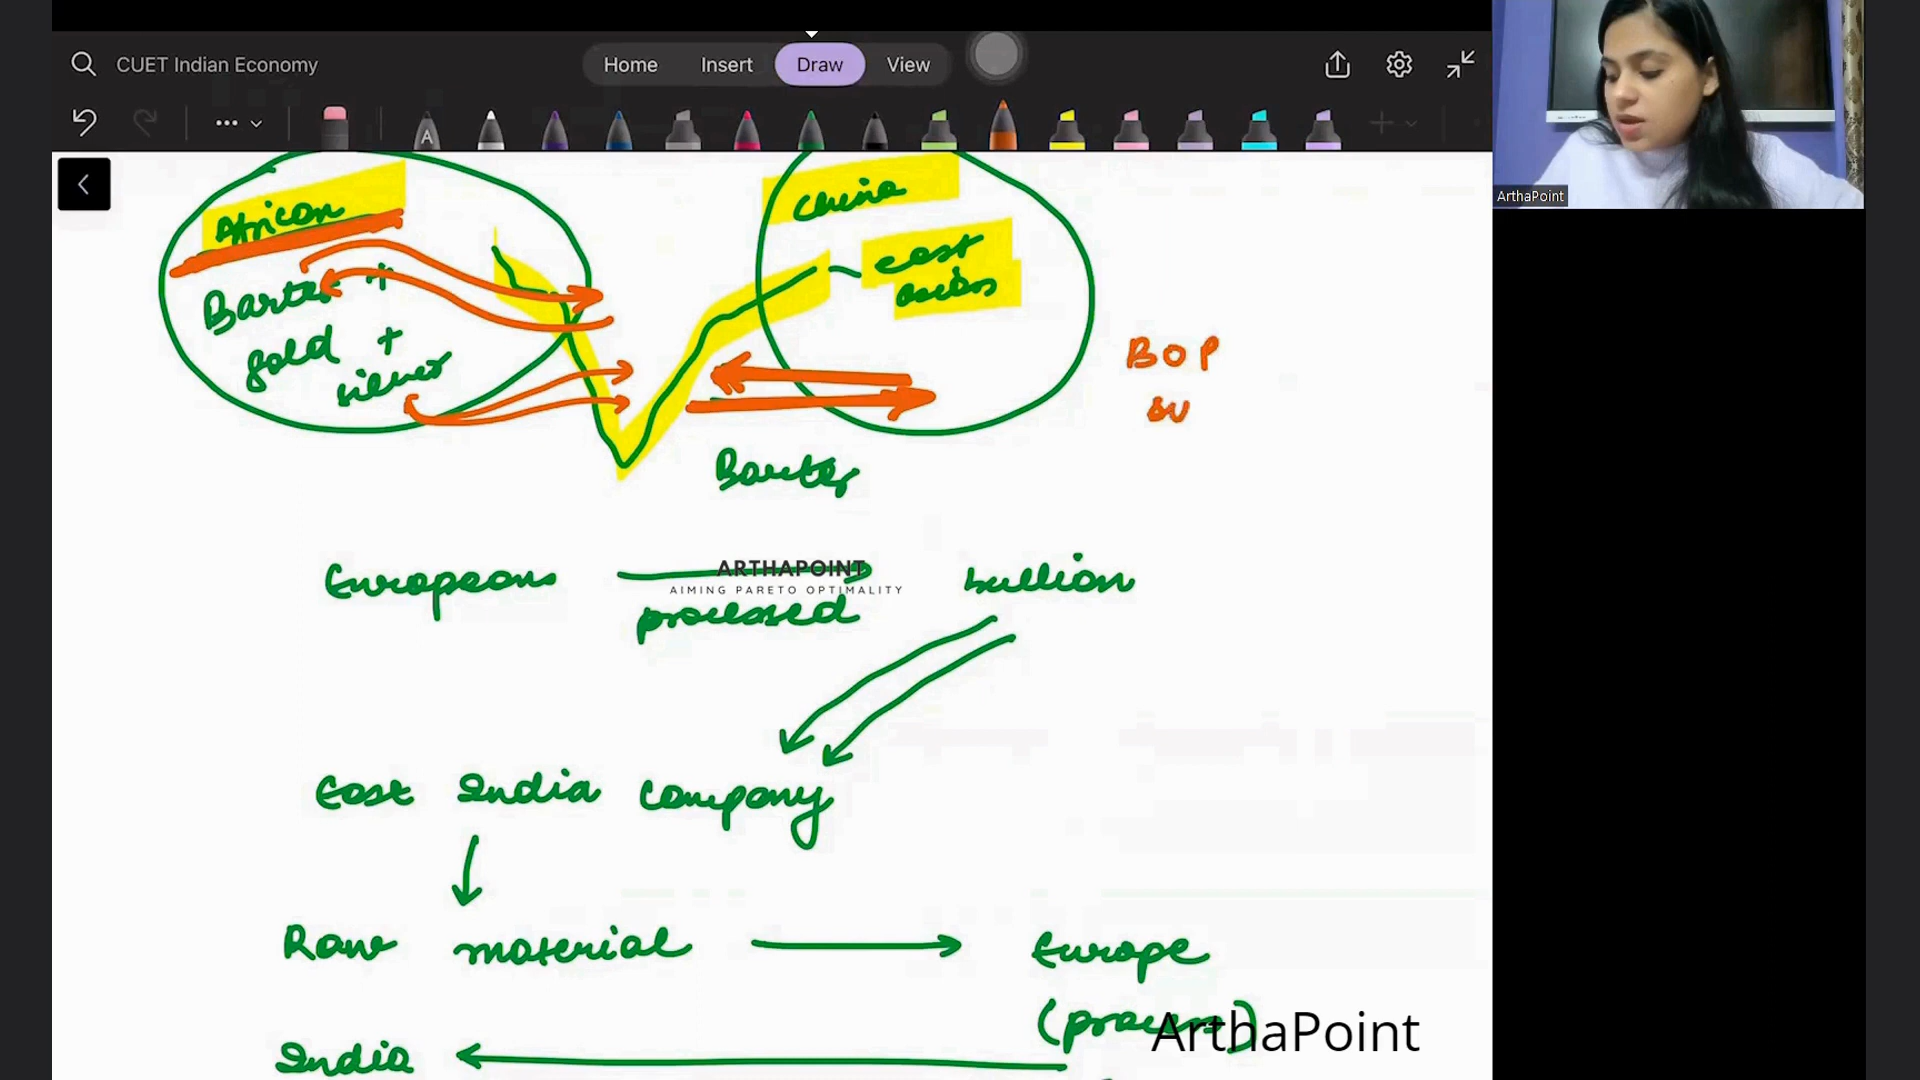 CUET Indian Economy
Home Insert Draw View
A
ArthaPoint
African
China
east
Barter +
gold +
silver
BOP
Barter
ARTHAPOINT
AIMING PARETO OPTIMALITY
Europeans bullion
processed
East India Company
Raw material Europe
(process)
ArthaPoint
India